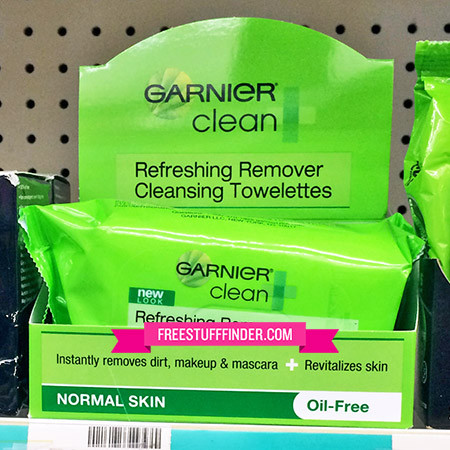 GARNIER
clean +
Refreshing Remover
Cleansing Towelettes
GARNIER
clean +
new
LOOK
Refreshing
FREESTUFFFINDER.COM
Instantly removes dirt, makeup & mascara + Revitalizes skin
NORMAL SKIN
Oil-Free